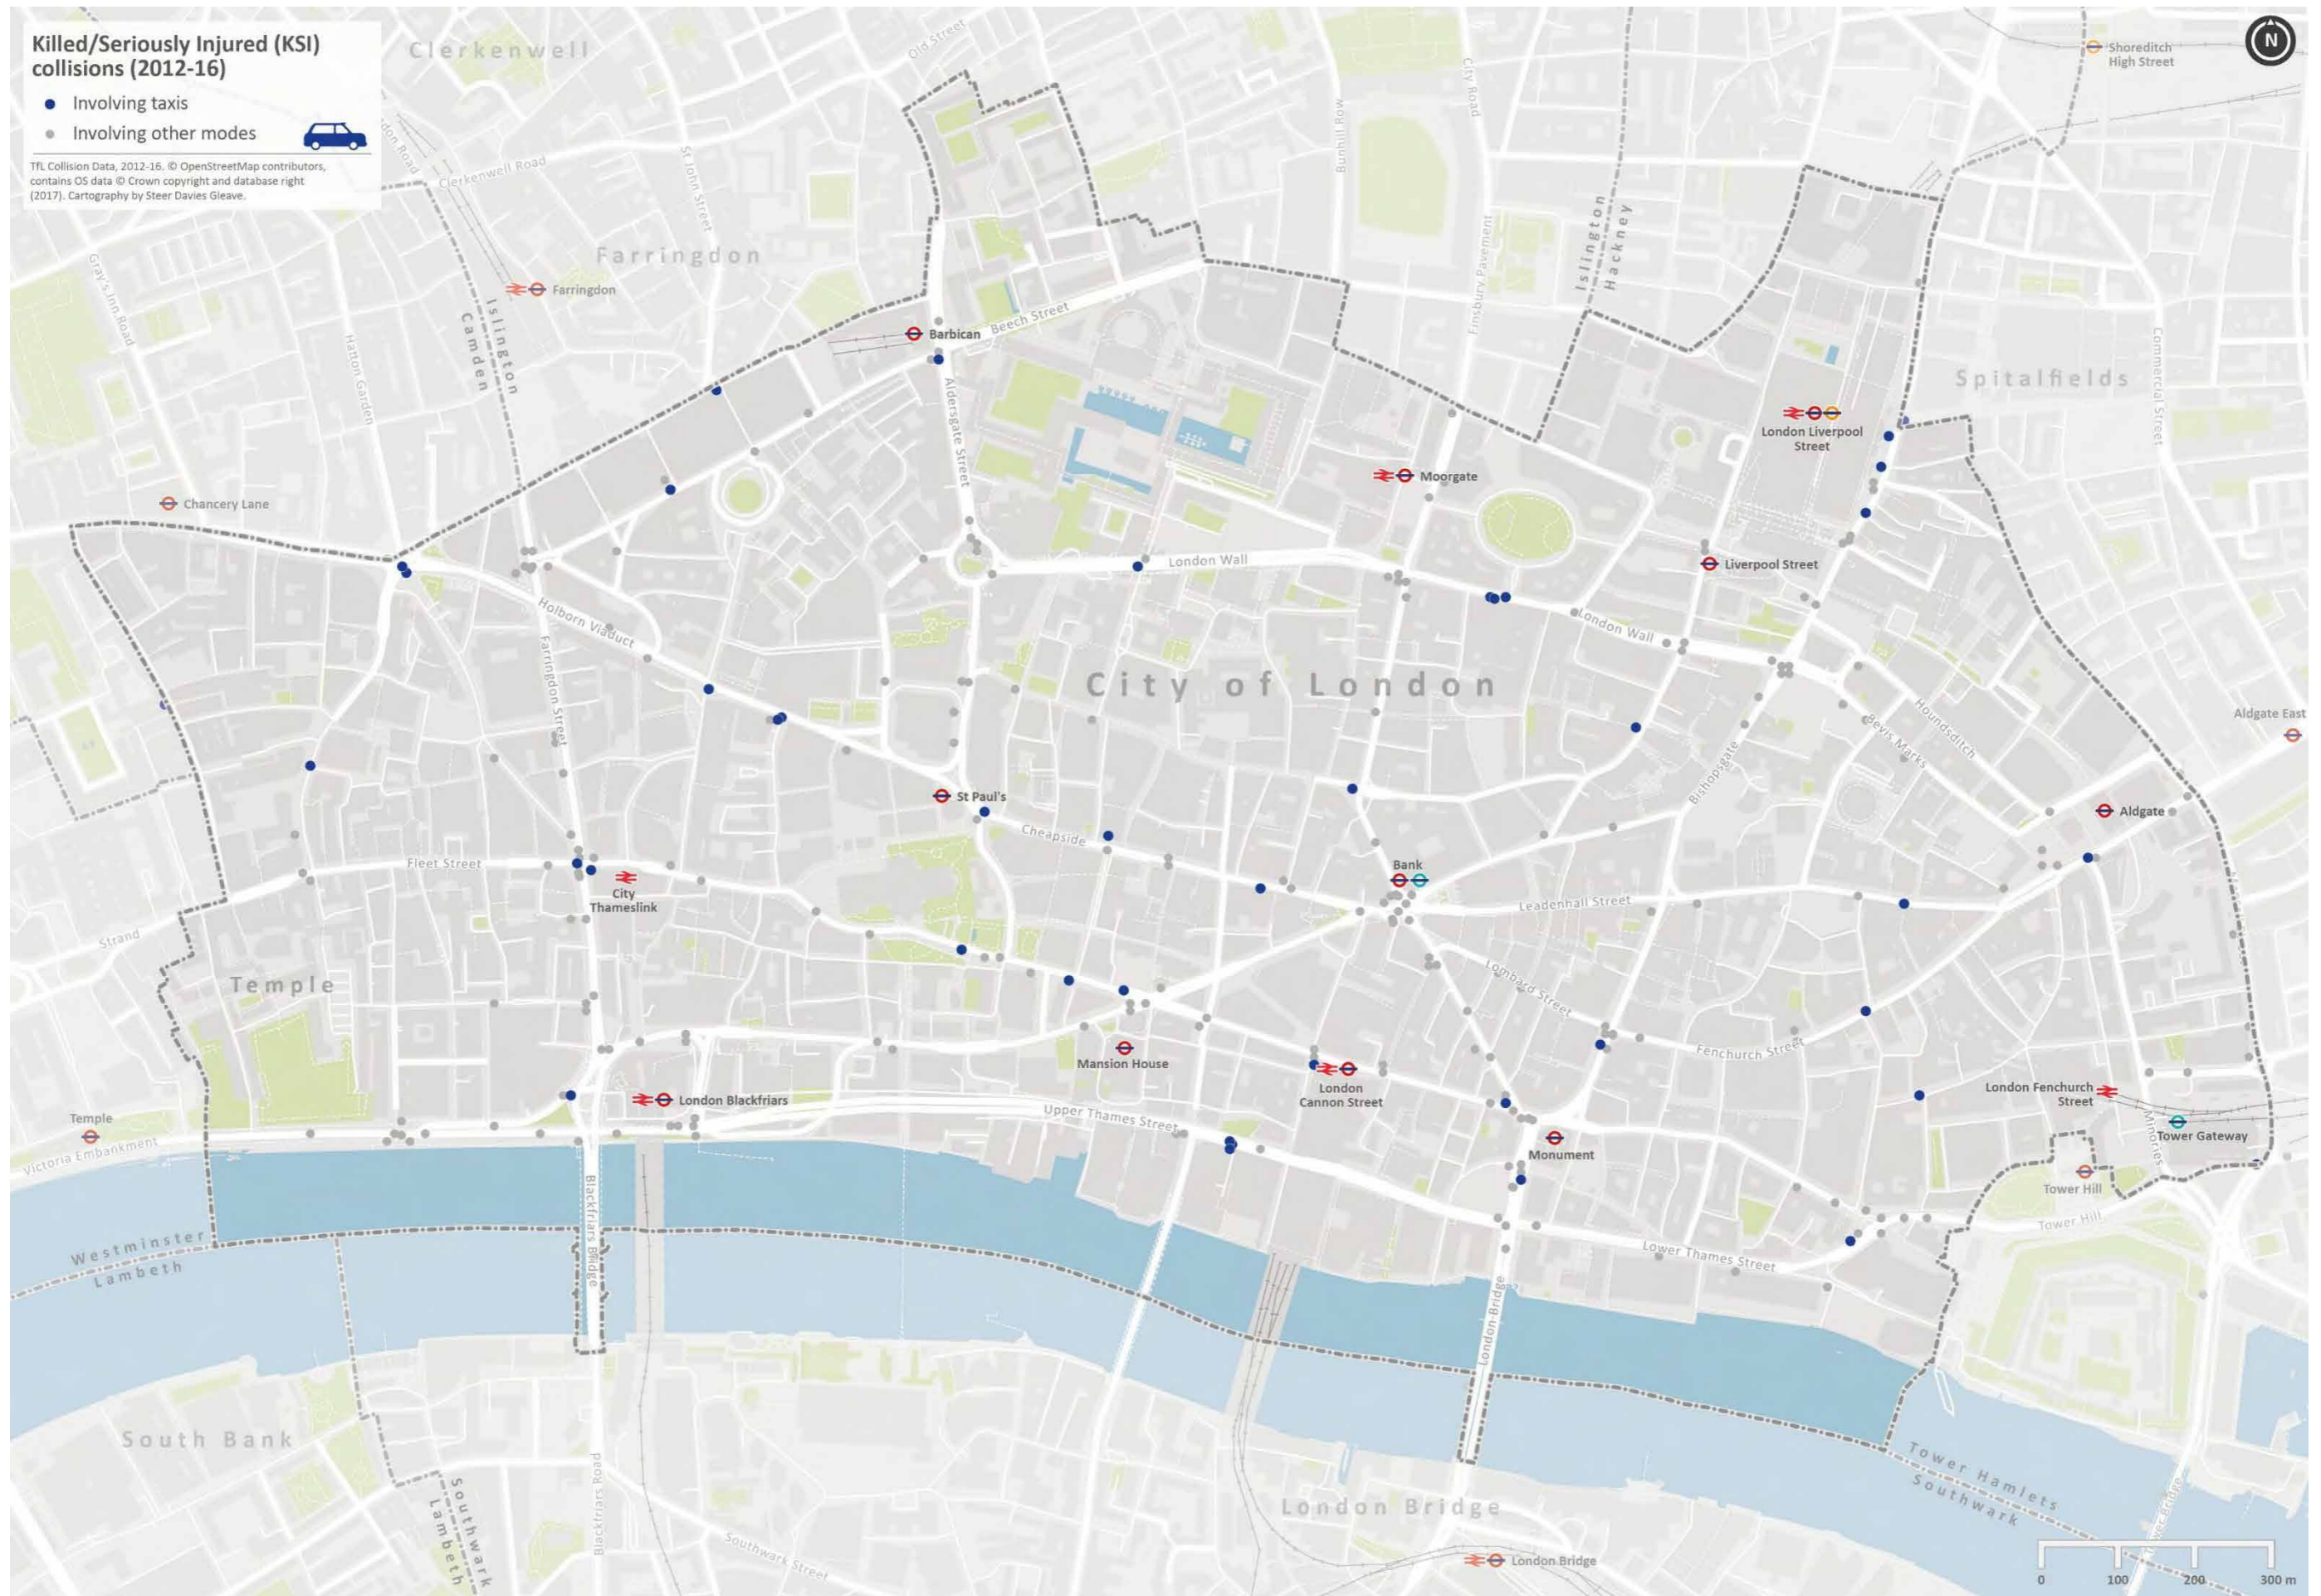 Killed/Seriously Injured (KSI)
collisions (2012-16)
Involving taxis
Involving other modes
TfL Collision Data, 2012-16. © OpenStreetMap contributors,
contains OS data © Crown copyright and database right
(2017). Cartography by Steer Davies Gleave.
Clerkenwell
Old Street
City Road
Shoreditch
High Street
N
Bunhill Row
Clerkenwell Road
St John Street
Farringdon
Farringdon
Islington
Hackney
Finsbury Pavement
Gray's Inn Road
Hatton Garden
Islington
Camden
Barbican
Beech Street
Aldersgate Street
Spitalfields
Commercial Street
London Liverpool
Street
Moorgate
Chancery Lane
London Wall
Liverpool Street
Holborn Viaduct
London Wall
Farringdon Street
City of London
Houndsditch
Bevis Marks
Aldgate East
Bishopsgate
St Paul's
Aldgate
Cheapside
Fleet Street
Bank
City
Thameslink
Leadenhall Street
Strand
Temple
Lombard Street
Fenchurch Street
Mansion House
London
Cannon Street
London Fenchurch
Street
London Blackfriars
Upper Thames Street
Temple
Victoria Embankment
Minories
Tower Gateway
Monument
Tower Hill
Tower Hill
Blackfriars Bridge
Westminster
Lambeth
Lower Thames Street
London Bridge
South Bank
Southwark
Lambeth
Blackfriars Road
Southwark Street
London Bridge
London Bridge
Tower Hamlets
Southwark
Tower Bridge
0 100 200 300 m